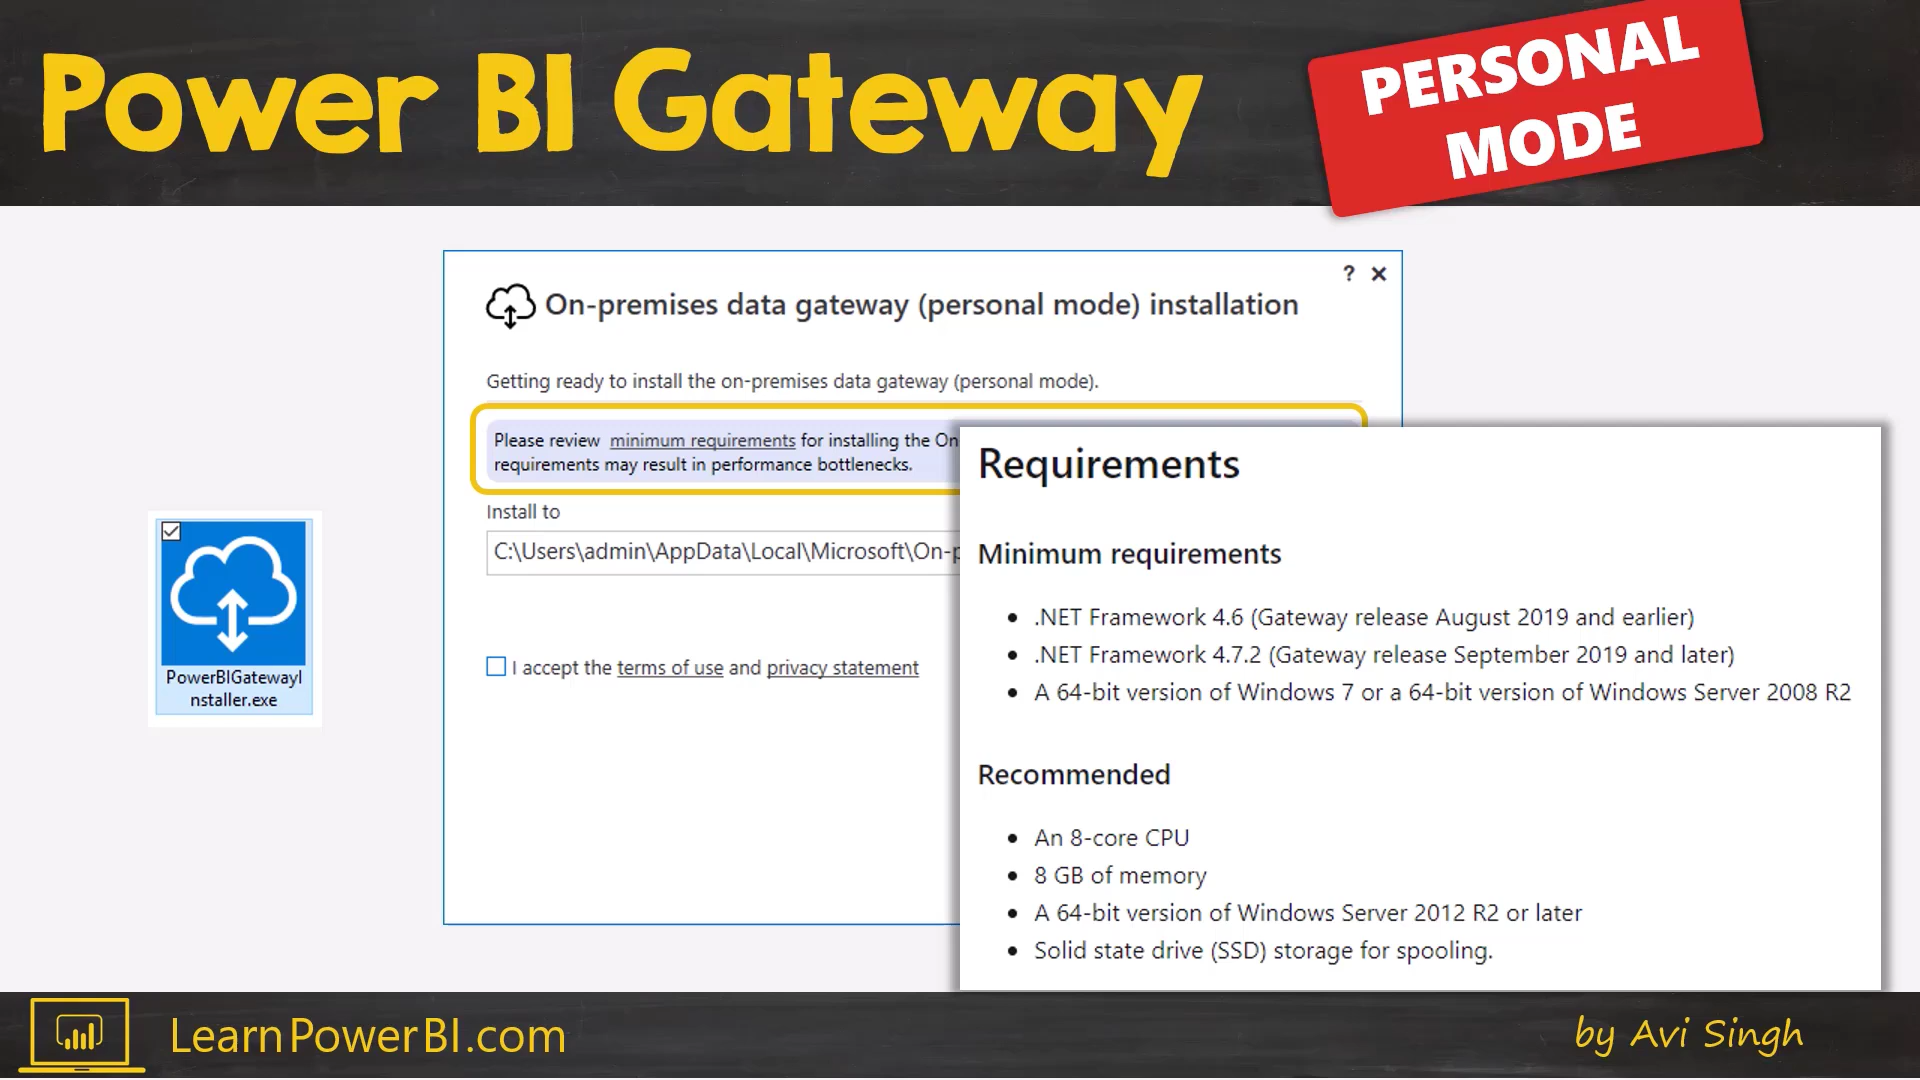 Power BI Gateway
PERSONAL
MODE
? ×
On-premises data gateway (personal mode) installation
Getting ready to install the on-premises data gateway (personal mode).
Please review minimum requirements for installing the On
requirements may result in performance bottlenecks.
Install to
C:\Users\admin\AppData\Local\Microsoft\On-p
I accept the terms of use and privacy statement
PowerBIGatewayI
nstaller.exe
Requirements
Minimum requirements
• .NET Framework 4.6 (Gateway release August 2019 and earlier)
• .NET Framework 4.7.2 (Gateway release September 2019 and later)
• A 64-bit version of Windows 7 or a 64-bit version of Windows Server 2008 R2
Recommended
• An 8-core CPU
• 8 GB of memory
• A 64-bit version of Windows Server 2012 R2 or later
• Solid state drive (SSD) storage for spooling.
LearnPowerBI.com
by Avi Singh